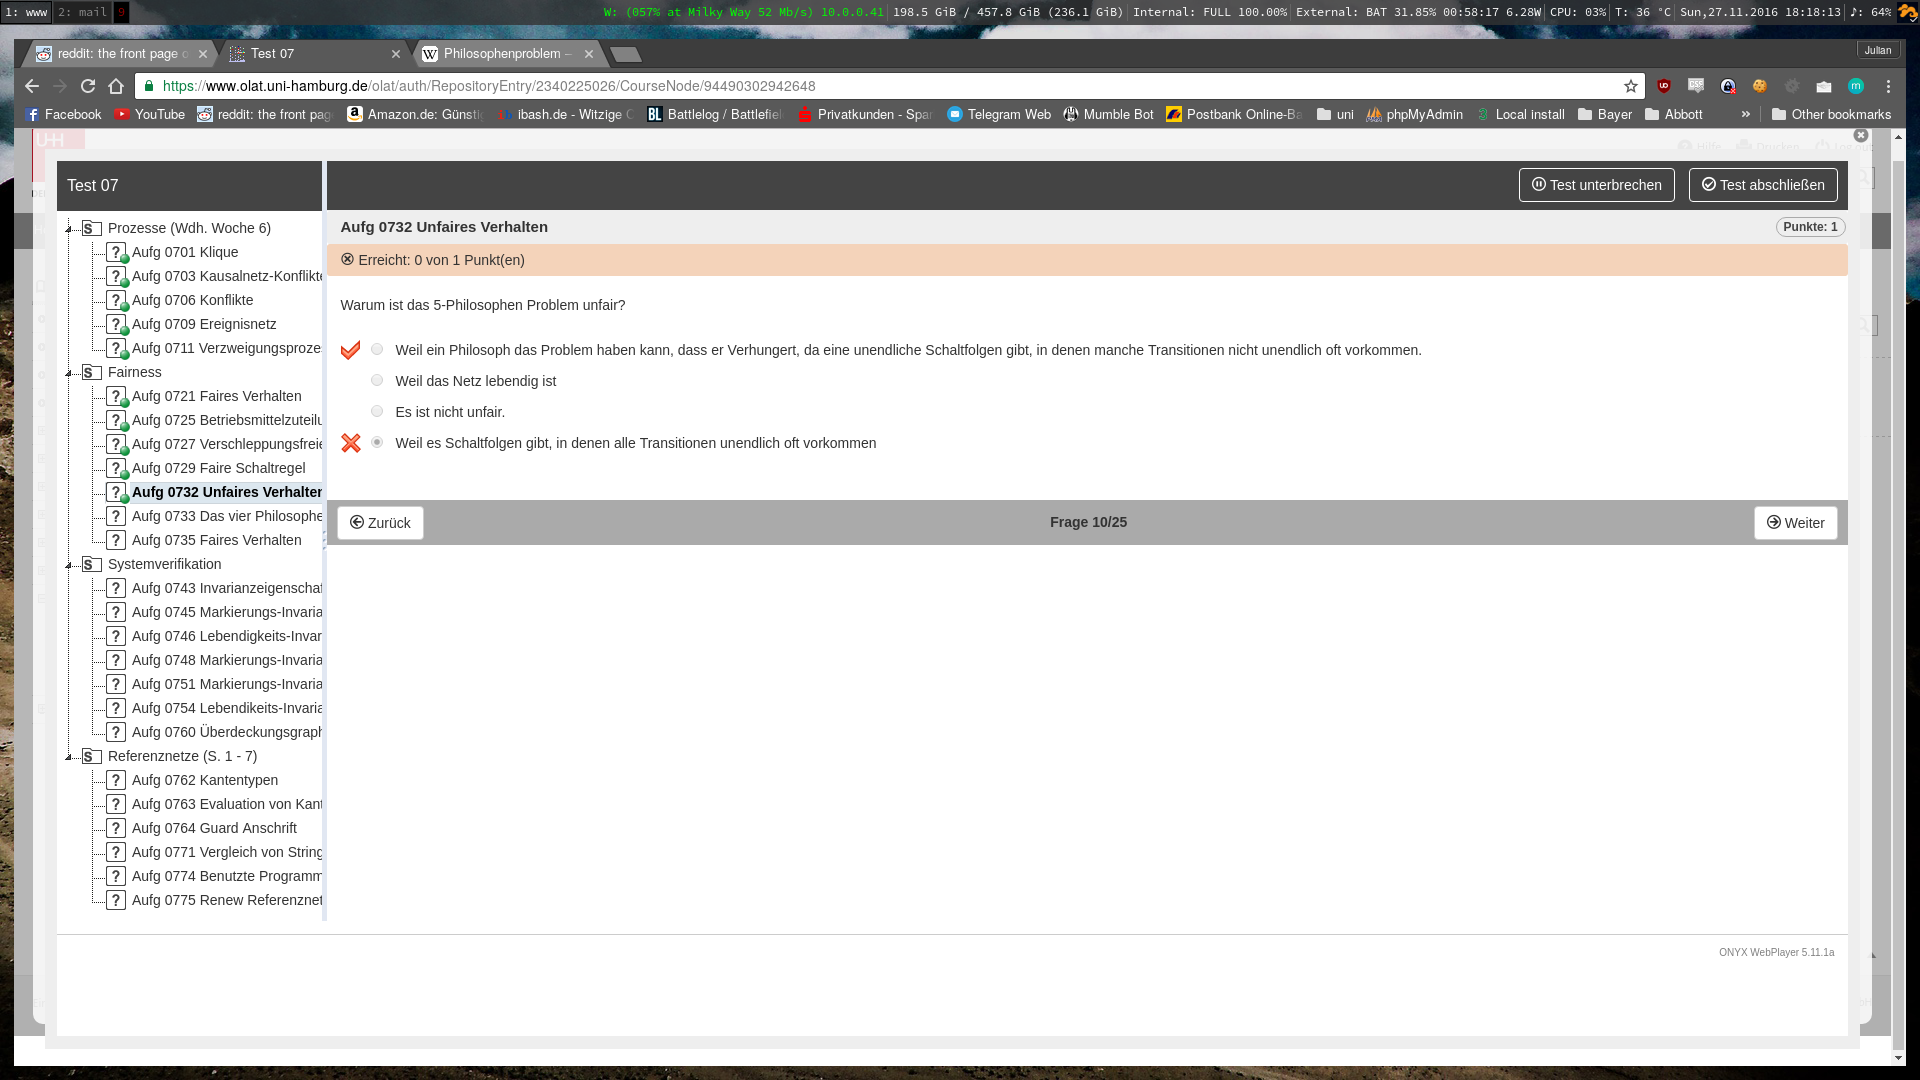 1: www 2: mail 9 W: (057% at Milky Way 52 Mb/s) 10.0.0.41 198.5 GiB / 457.8 GiB (236.1 GiB) Internal: FULL 100.00% External: BAT 31.85% 00:58:17 6.28W CPU: 03% T: 36 °C Sun,27.11.2016 18:18:13 ♪: 64%
reddit: the front page o Test 07 Philosophenproblem – Julian
https://www.olat.uni-hamburg.de/olat/auth/RepositoryEntry/2340225026/CourseNode/94490302942648
Facebook YouTube reddit: the front pag Amazon.de: Günsti ibash.de - Witzige Battlelog / Battlefiel Privatkunden - Spar Telegram Web Mumble Bot Postbank Online-Ba uni phpMyAdmin Local install Bayer Abbott » Other bookmarks
Hilfe Drucken
Test 07 Test unterbrechen Test abschließen
Aufg 0732 Unfaires Verhalten Punkte: 1
Erreicht: 0 von 1 Punkt(en)
Warum ist das 5-Philosophen Problem unfair?
Weil ein Philosoph das Problem haben kann, dass er Verhungert, da eine unendliche Schaltfolgen gibt, in denen manche Transitionen nicht unendlich oft vorkommen.
Weil das Netz lebendig ist
Es ist nicht unfair.
Weil es Schaltfolgen gibt, in denen alle Transitionen unendlich oft vorkommen
Zurück Frage 10/25 Weiter
Prozesse (Wdh. Woche 6)
Aufg 0701 Klique
Aufg 0703 Kausalnetz-Konflikte
Aufg 0706 Konflikte
Aufg 0709 Ereignisnetz
Aufg 0711 Verzweigungsproze
Fairness
Aufg 0721 Faires Verhalten
Aufg 0725 Betriebsmittelzuteilu
Aufg 0727 Verschleppungsfreie
Aufg 0729 Faire Schaltregel
Aufg 0732 Unfaires Verhalten
Aufg 0733 Das vier Philosophe
Aufg 0735 Faires Verhalten
Systemverifikation
Aufg 0743 Invarianzeigenschaf
Aufg 0745 Markierungs-Invaria
Aufg 0746 Lebendigkeits-Invar
Aufg 0748 Markierungs-Invaria
Aufg 0751 Markierungs-Invaria
Aufg 0754 Lebendikeits-Invaria
Aufg 0760 Überdeckungsgraph
Referenznetze (S. 1 - 7)
Aufg 0762 Kantentypen
Aufg 0763 Evaluation von Kant
Aufg 0764 Guard Anschrift
Aufg 0771 Vergleich von String
Aufg 0774 Benutzte Programm
Aufg 0775 Renew Referenznet
ONYX WebPlayer 5.11.1a